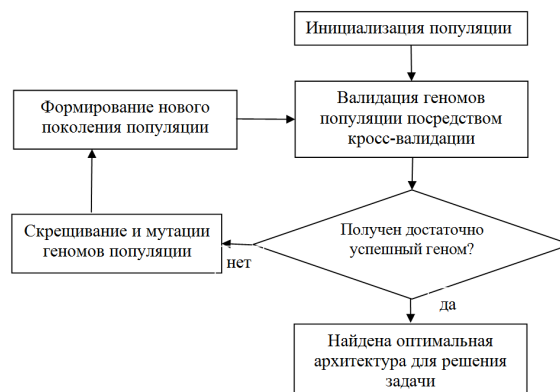 Инициализация популяции
Формирование нового
поколения популяции
Валидация геномов
популяции посредством
кросс-валидации
Скрещивание и мутации
геномов популяции
Получен достаточно
успешный геном?
нет
да
Найдена оптимальная
архитектура для решения
задачи